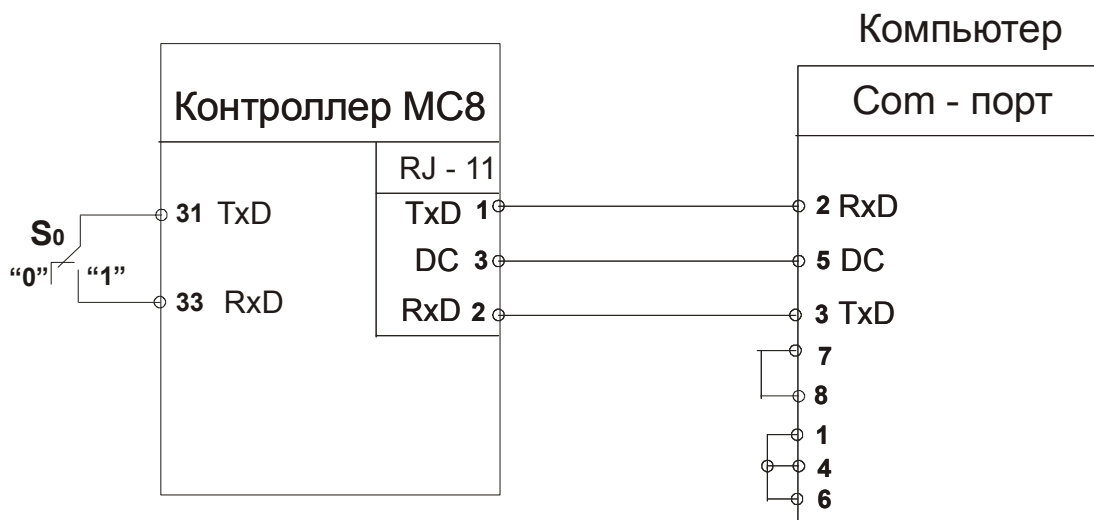 Компьютер
Контроллер МС8
Com - порт
RJ - 11
31 TxD
TxD 1
2 RxD
S0
“0” “1”
DC 3
5 DC
33 RxD
RxD 2
3 TxD
7
8
1
4
6